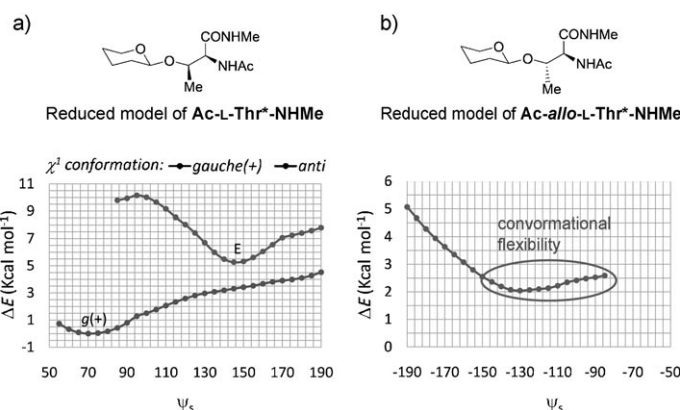 a)
O
O
CONHMe
NHAc
Me
Reduced model of Ac-L-Thr*-NHMe
χ¹ conformation: gauche(+) anti
ΔE (Kcal mol⁻¹)
11
9
7
5
3
1
-1
E
g(+)
50 70 90 110 130 150 170 190
ψs
b)
O
O
CONHMe
NHAc
Me
Reduced model of Ac-allo-L-Thr*-NHMe
ΔE (Kcal mol⁻¹)
6
5
4
3
2
1
0
convormational
flexibility
-190 -170 -150 -130 -110 -90 -70 -50
ψs